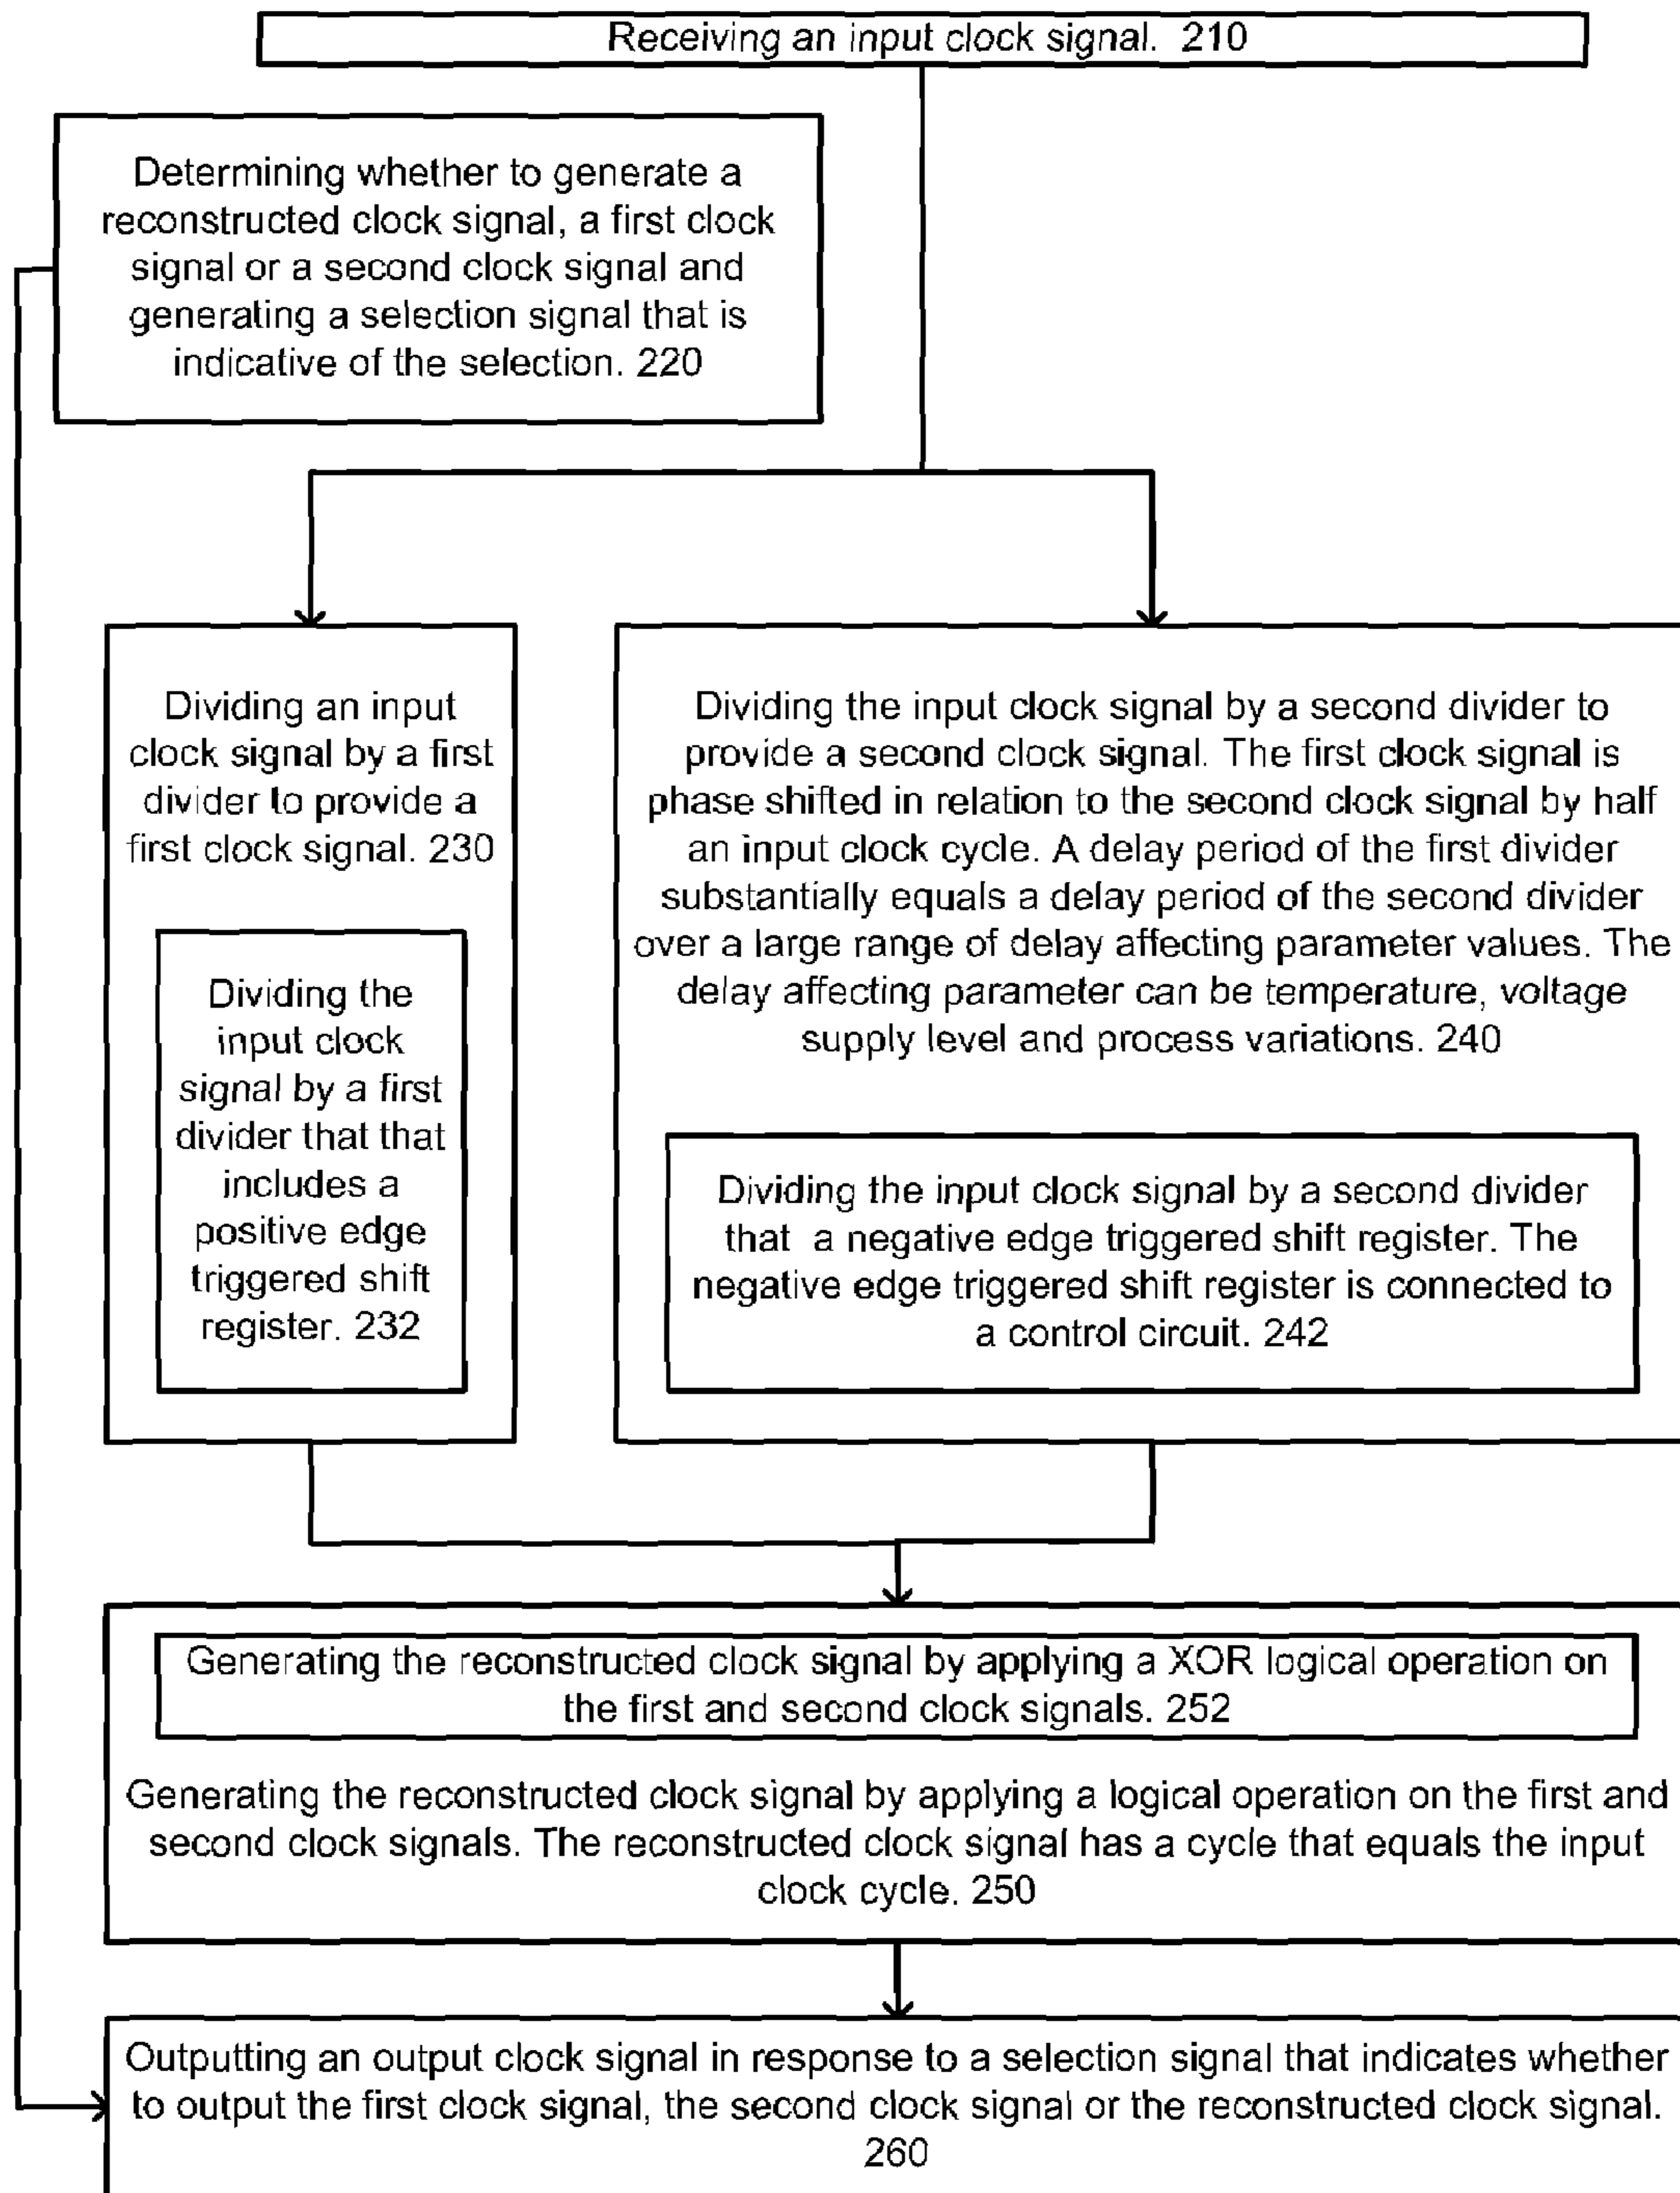 Receiving an input clock signal. 210
Determining whether to generate a
reconstructed clock signal, a first clock
signal or a second clock signal and
generating a selection signal that is
indicative of the selection. 220
Dividing an input
clock signal by a first
divider to provide a
first clock signal. 230
Dividing the
input clock
signal by a first
divider that that
includes a
positive edge
triggered shift
register. 232
Dividing the input clock signal by a second divider to
provide a second clock signal. The first clock signal is
phase shifted in relation to the second clock signal by half
an input clock cycle. A delay period of the first divider
substantially equals a delay period of the second divider
over a large range of delay affecting parameter values. The
delay affecting parameter can be temperature, voltage
supply level and process variations. 240
Dividing the input clock signal by a second divider
that a negative edge triggered shift register. The
negative edge triggered shift register is connected to
a control circuit. 242
Generating the reconstructed clock signal by applying a XOR logical operation on
the first and second clock signals. 252
Generating the reconstructed clock signal by applying a logical operation on the first and
second clock signals. The reconstructed clock signal has a cycle that equals the input
clock cycle. 250
Outputting an output clock signal in response to a selection signal that indicates whether
to output the first clock signal, the second clock signal or the reconstructed clock signal.
260